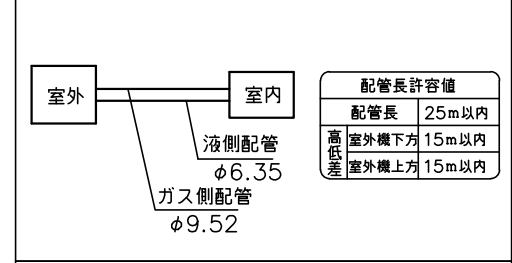 室外
室内
液側配管
φ6.35
ガス側配管
φ9.52
配管長許容値
配管長 25m以内
高低差
室外機下方 15m以内
室外機上方 15m以内